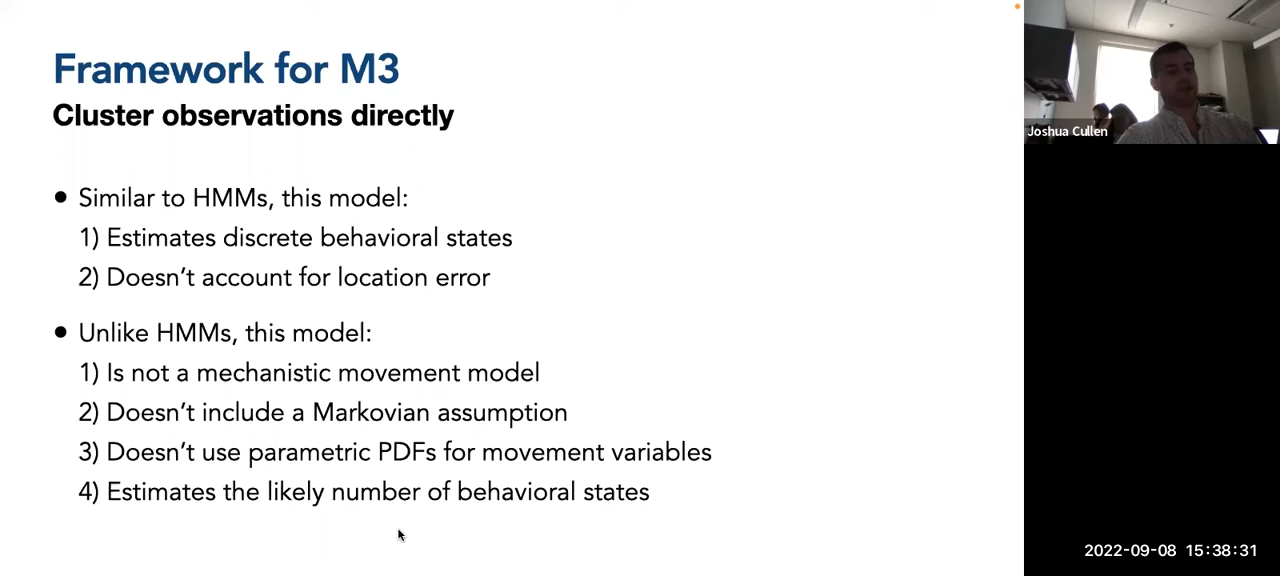 Framework for M3
Cluster observations directly
● Similar to HMMs, this model:
1) Estimates discrete behavioral states
2) Doesn’t account for location error
● Unlike HMMs, this model:
1) Is not a mechanistic movement model
2) Doesn’t include a Markovian assumption
3) Doesn’t use parametric PDFs for movement variables
4) Estimates the likely number of behavioral states
Joshua Cullen
2022-09-08 15:38:31